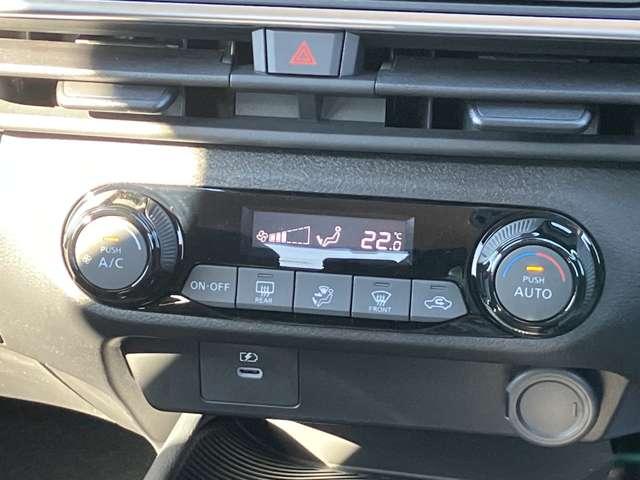 PUSH
A/C
22.0
°C
PUSH
AUTO
ON·OFF
REAR
FRONT